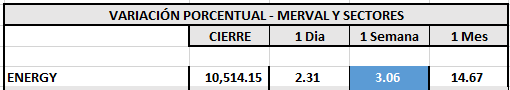 VARIACIÓN PORCENTUAL - MERVAL Y SECTORES
CIERRE 1 Dia 1 Semana 1 Mes
ENERGY 10,514.15 2.31 3.06 14.67